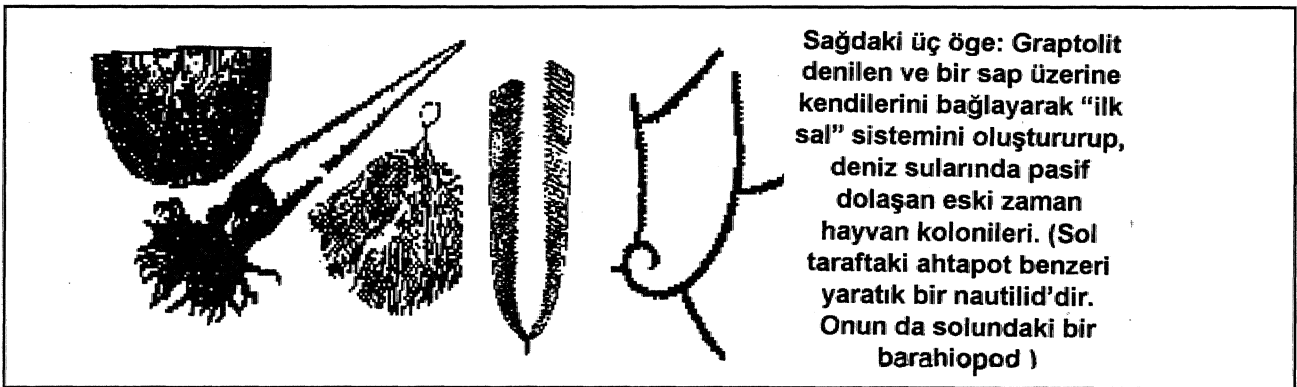 Sağdaki üç öge: Graptolit
denilen ve bir sap üzerine
kendilerini bağlayarak “ilk
sal” sistemini oluştururup,
deniz sularında pasif
dolaşan eski zaman
hayvan kolonileri. (Sol
taraftaki ahtapot benzeri
yaratık bir nautilid’dir.
Onun da solundaki bir
barahiopod )